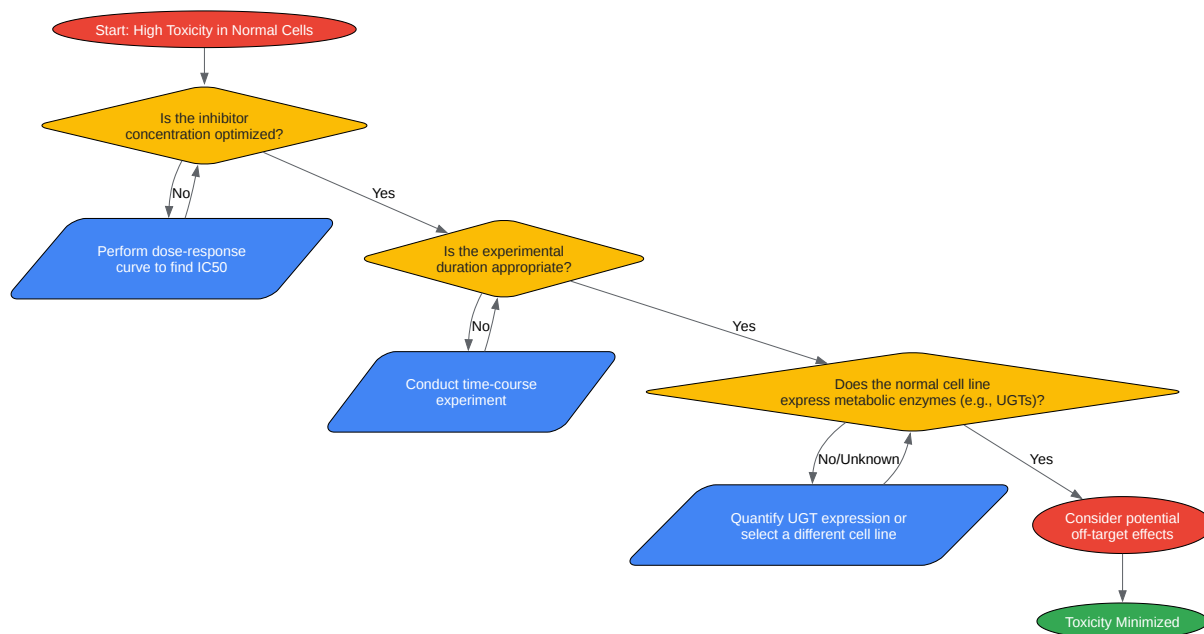 Start: High Toxicity in Normal Cells
Is the inhibitor
concentration optimized?
No
Yes
Perform dose-response
curve to find IC50
Is the experimental
duration appropriate?
No
Yes
Conduct time-course
experiment
Does the normal cell line
express metabolic enzymes (e.g., UGTs)?
No/Unknown
Yes
Quantify UGT expression or
select a different cell line
Consider potential
off-target effects
Toxicity Minimized